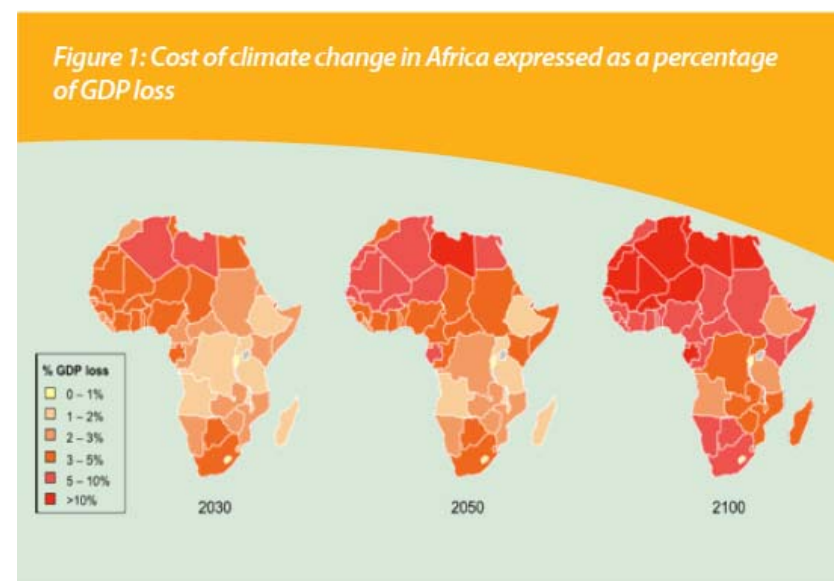 Figure 1: Cost of climate change in Africa expressed as a percentage
of GDP loss
% GDP loss
0 – 1%
1 – 2%
2 – 3%
3 – 5%
5 – 10%
>10%
2030
2050
2100